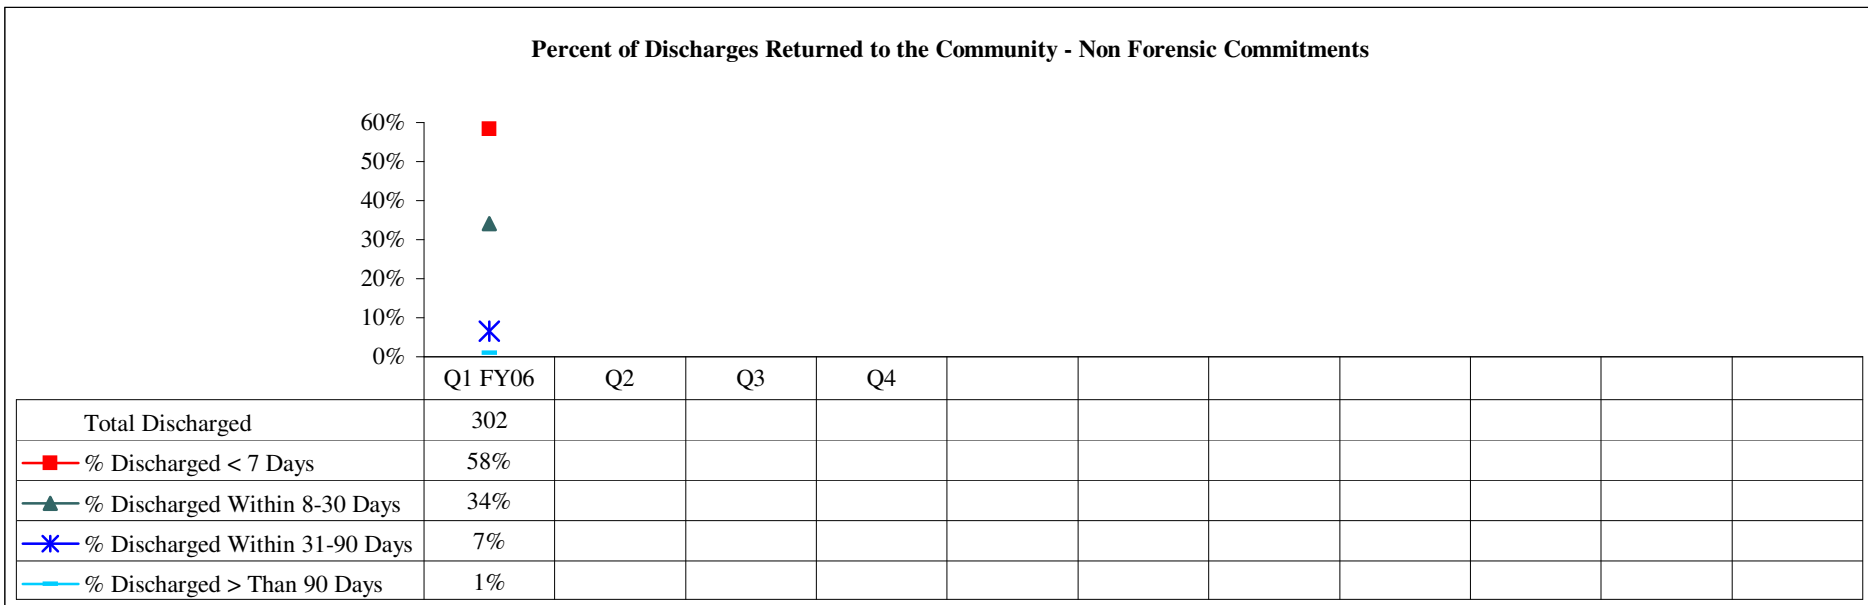 Percent of Discharges Returned to the Community - Non Forensic Commitments
60%
50%
40%
30%
20%
10%
0%
Q1 FY06 Q2 Q3 Q4
Total Discharged 302
% Discharged < 7 Days 58%
% Discharged Within 8-30 Days 34%
% Discharged Within 31-90 Days 7%
% Discharged > Than 90 Days 1%